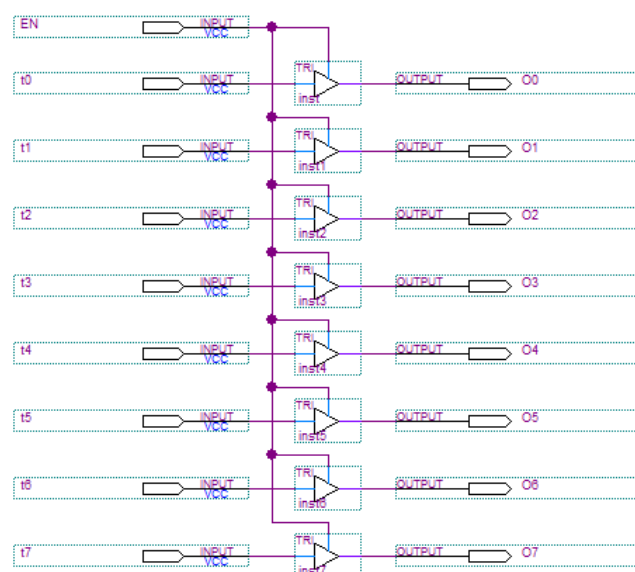 EN INPUT VCC
TRI
t0 INPUT VCC OUTPUT O0
inst
TRI
t1 INPUT VCC OUTPUT O1
inst1
TRI
t2 INPUT VCC OUTPUT O2
inst2
TRI
t3 INPUT VCC OUTPUT O3
inst3
TRI
t4 INPUT VCC OUTPUT O4
inst4
TRI
t5 INPUT VCC OUTPUT O5
inst5
TRI
t6 INPUT VCC OUTPUT O6
inst6
TRI
t7 INPUT VCC OUTPUT O7
inst7